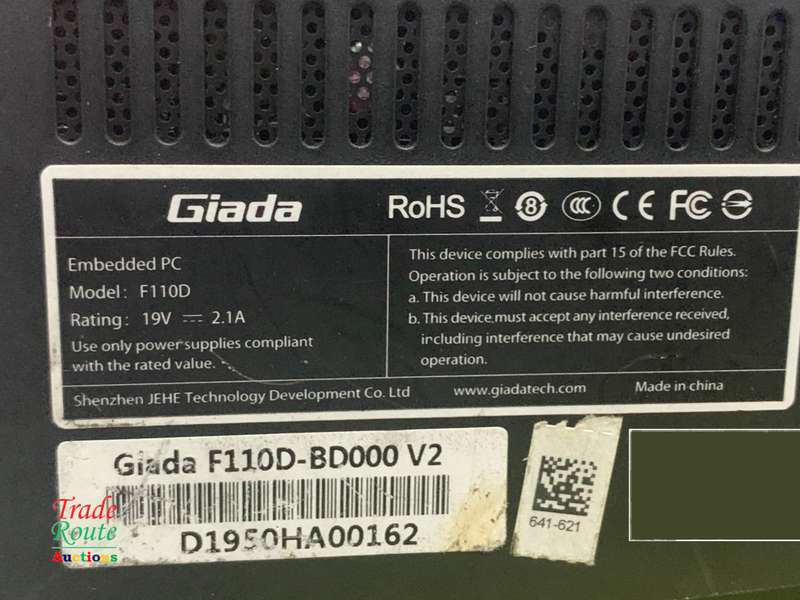 Giada
RoHS 8 CCC CE FC
Embedded PC
Model: F110D
Rating: 19V ⎓ 2.1A
Use only power supplies compliant
with the rated value.
This device complies with part 15 of the FCC Rules.
Operation is subject to the following two conditions:
a. This device will not cause harmful interference.
b. This device must accept any interference received,
including interference that may cause undesired
operation.
Shenzhen JEHE Technology Development Co. Ltd
www.giadatech.com
Made in china
Giada F110D-BD000 V2
D1950HA00162
641-621
Trade
Route
Auctions